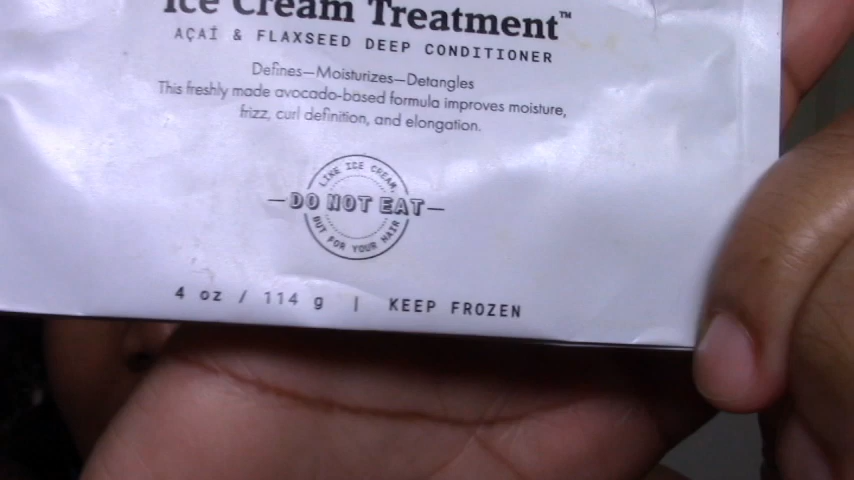 Ice Cream Treatment™
AÇAÍ & FLAXSEED DEEP CONDITIONER
Defines—Moisturizes—Detangles
This freshly made avocado-based formula improves moisture,
frizz, curl definition, and elongation.
LIKE ICE CREAM,
—DO NOT EAT—
BUT FOR YOUR HAIR
4 oz / 114 g | KEEP FROZEN